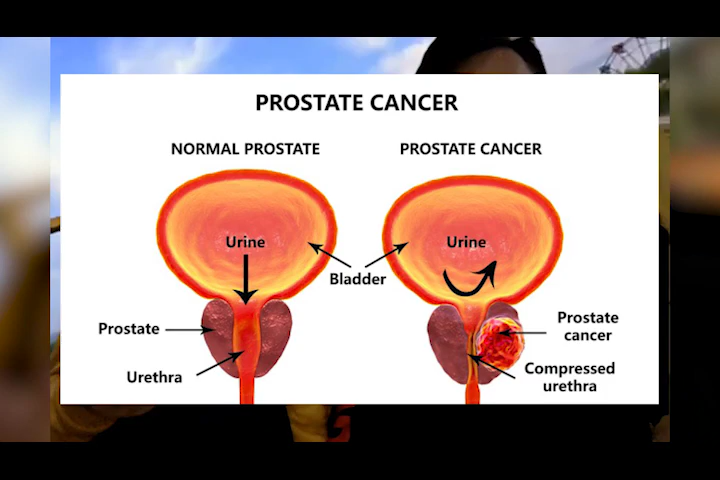 PROSTATE CANCER
NORMAL PROSTATE
PROSTATE CANCER
Urine
Urine
Bladder
Prostate
Urethra
Prostate
cancer
Compressed
urethra